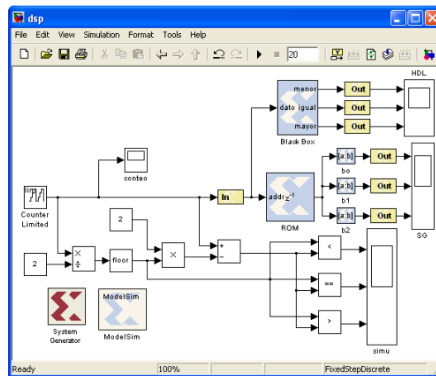 dsp
File Edit View Simulation Format Tools Help
20
HDL
menor
Out
dato igual
Out
mayor
Out
Black Box
conteo
Counter
Limited
In
addr z⁻¹
ROM
[a:b]
Out
bo
[a:b]
Out
b1
[a:b]
Out
b2
SG
2
×
÷
floor
×
+
−
2
<
==
>
simu
System
Generator
ModelSim
ModelSim
Ready 100% FixedStepDiscrete